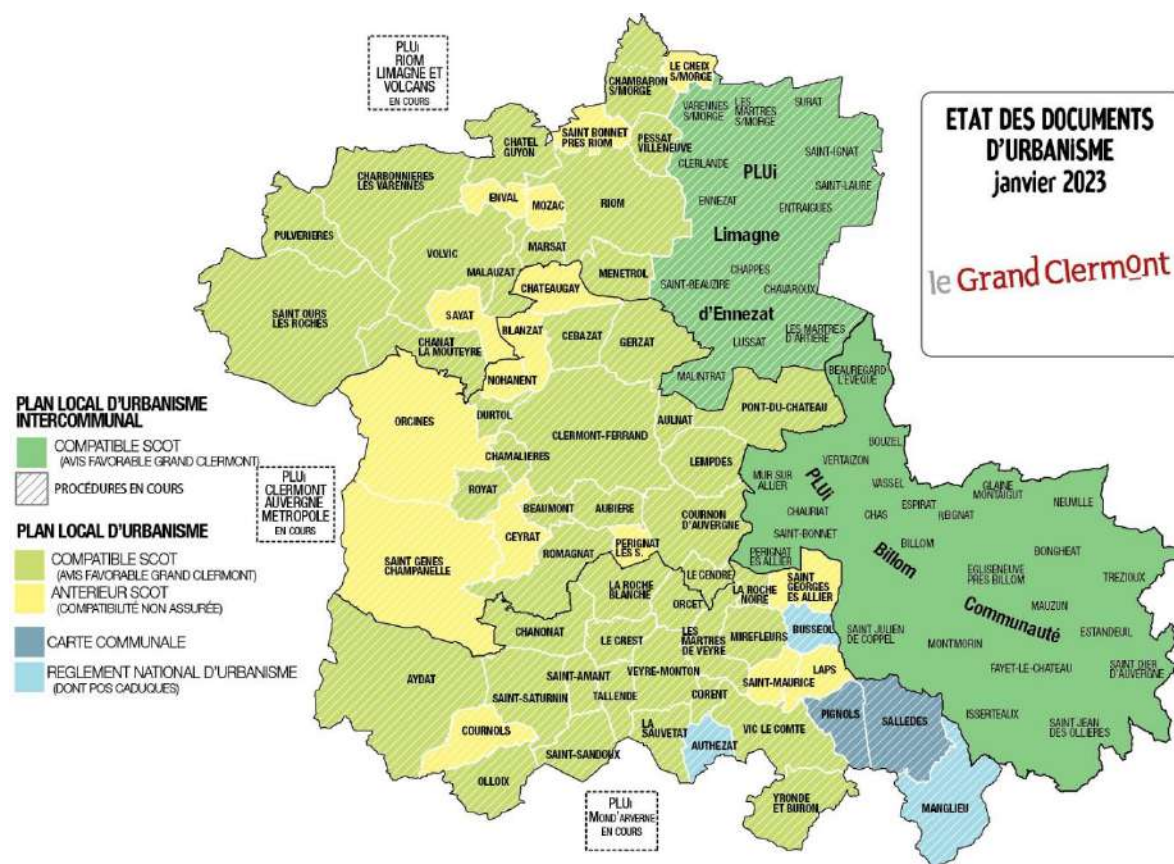 PLUi
RIOM
LIMAGNE ET
VOLCANS
EN COURS
ETAT DES DOCUMENTS
D'URBANISME
janvier 2023
le Grand Clermont
PLAN LOCAL D'URBANISME
INTERCOMMUNAL
COMPATIBLE SCOT
(AVIS FAVORABLE GRAND CLERMONT)
PROCÉDURES EN COURS
PLAN LOCAL D'URBANISME
COMPATIBLE SCOT
(AVIS FAVORABLE GRAND CLERMONT)
ANTERIEUR SCOT
(COMPATIBILITÉ NON ASSURÉE)
CARTE COMMUNALE
REGLEMENT NATIONAL D'URBANISME
(DONT POS CADUQUES)
PLUi
CLERMONT
AUVERGNE
METROPOLE
EN COURS
PLUi
MOND'ARVERNE
EN COURS
CHAMBARON
S/MORGE
LE CHEIX
S/MORGE
CHATEL
GUYON
SAINT BONNET
PRÈS RIOM
PESSAT
VILLENEUVE
CHARBONNIERES
LES VARENNES
ENVAL
MOZAC
RIOM
PULVERIERES
VOLVIC
MARSAT
MALAUZAT
MENETROL
SAINT OURS
LES ROCHES
CHATEAUGAY
SAYAT
BLANZAT
CEBAZAT
GERZAT
CHANAT
LA MOUTEYRE
NOHANENT
VARENNES
S/MORGE
LES
MARTRES
S/MORGE
SURAT
CLERLANDE
PLUi
SAINT-IGNAT
SAINT-LAURE
ENNEZAT
ENTRAIGUES
Limagne
CHAPPES
SAINT-BEAUZIRE
CHAVAROUX
d'Ennezat
LUSSAT
LES MARTRES
D'ARTIERE
MALINTRAT
ORCINES
DURTOL
CLERMONT-FERRAND
AULNAT
PONT-DU-CHATEAU
CHAMALIERES
LEMPDES
ROYAT
BEAUMONT
AUBIERE
COURNON
D'AUVERGNE
CEYRAT
ROMAGNAT
PERIGNAT
LES S.
SAINT GENES
CHAMPANELLE
LE CENDRE
BEAUREGARD
L'EVEQUE
BOUZEL
VERTAIZON
MUR SUR
ALLIER
PLUi
VASSEL
GLAINE
MONTAIGUT
NEUVILLE
ESPIRAT
REIGNAT
CHAURIAT
CHAS
SAINT-BONNET
BILLOM
BONGHEAT
PERIGNAT
ES ALLIER
Billom
EGLISENEUVE
PRES BILLOM
TREZIOUX
MAUZUN
Communauté
ESTANDEUIL
SAINT JULIEN
DE COPPEL
MONTMORIN
FAYET-LE-CHATEAU
SAINT DIER
D'AUVERGNE
ISSERTEAUX
SAINT JEAN
DES OLLIERES
LA ROCHE
BLANCHE
ORCET
LA ROCHE
NOIRE
SAINT
GEORGES
ES ALLIER
CHANONAT
LE CREST
LES
MARTRES
DE VEYRE
MIREFLEURS
BUSSEOL
AYDAT
SAINT-AMANT
VEYRE-MONTON
LAPS
SAINT-SATURNIN
TALLENDE
CORENT
SAINT-MAURICE
COURNOLS
LA
SAUVETAT
VIC LE COMTE
PIGNOLS
SALLEDES
AUTHEZAT
SAINT-SANDOUX
OLLOIX
YRONDE
ET BURON
MANGLIEU